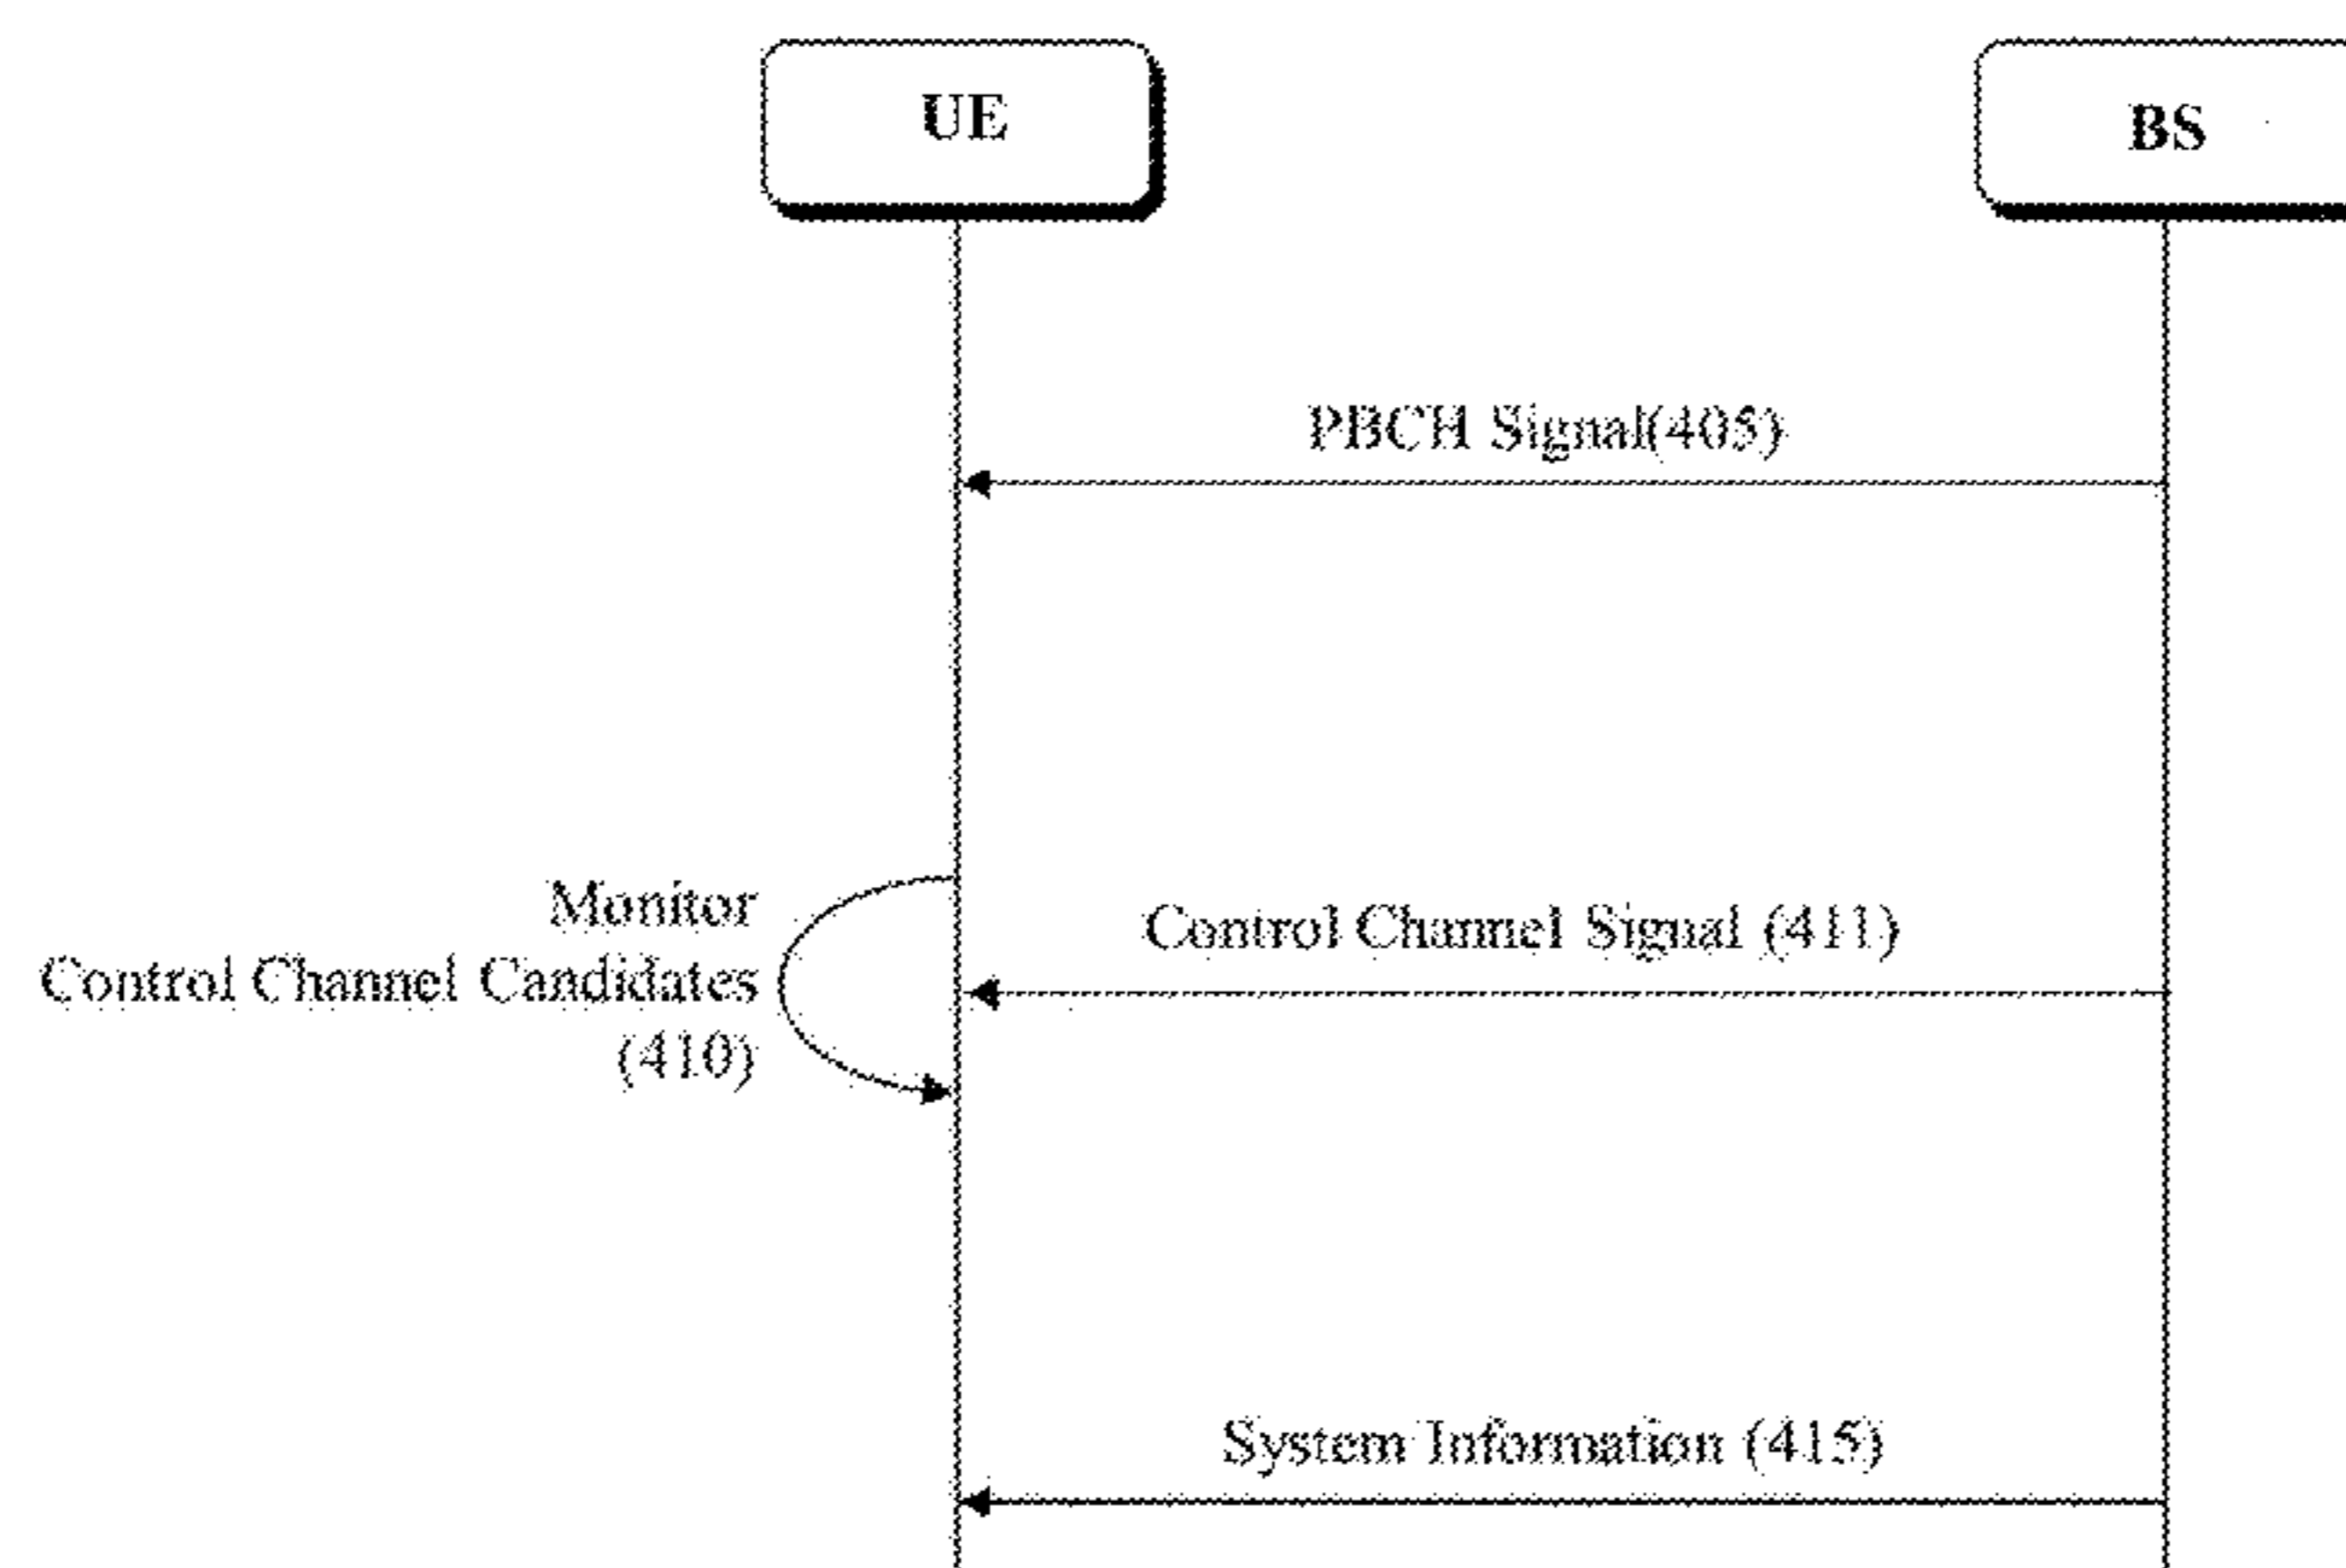 UE
BS
PBCH Signal(405)
Monitor
Control Channel Candidates
(410)
Control Channel Signal (411)
System Information (415)